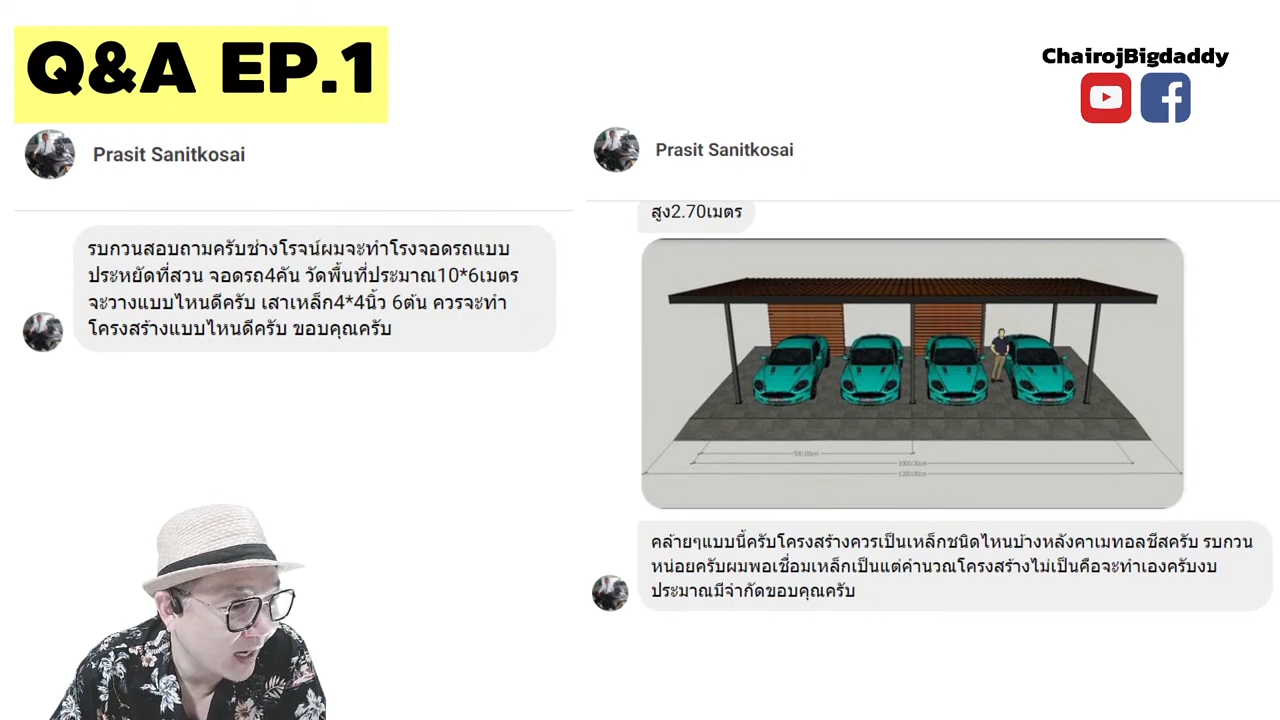 Q&A EP.1
ChairojBigdaddy
Prasit Sanitkosai
รบกวนสอบถามครับช่างโรจน์ผมจะทำโรงจอดรถแบบ
ประหยัดที่สวน จอดรถ4คัน วัดพื้นที่ประมาณ10*6เมตร
จะวางแบบไหนดีครับ เสาเหล็ก4*4นิ้ว 6ต้น ควรจะทำ
โครงสร้างแบบไหนดีครับ ขอบคุณครับ
Prasit Sanitkosai
สูง2.70เมตร
คล้ายๆแบบนี้ครับโครงสร้างควรเป็นเหล็กชนิดไหนบ้างหลังคาเมทอลชีสครับ รบกวน
หน่อยครับผมพอเชื่อมเหล็กเป็นแต่คำนวณโครงสร้างไม่เป็นคือจะทำเองครับงบ
ประมาณมีจำกัดขอบคุณครับ